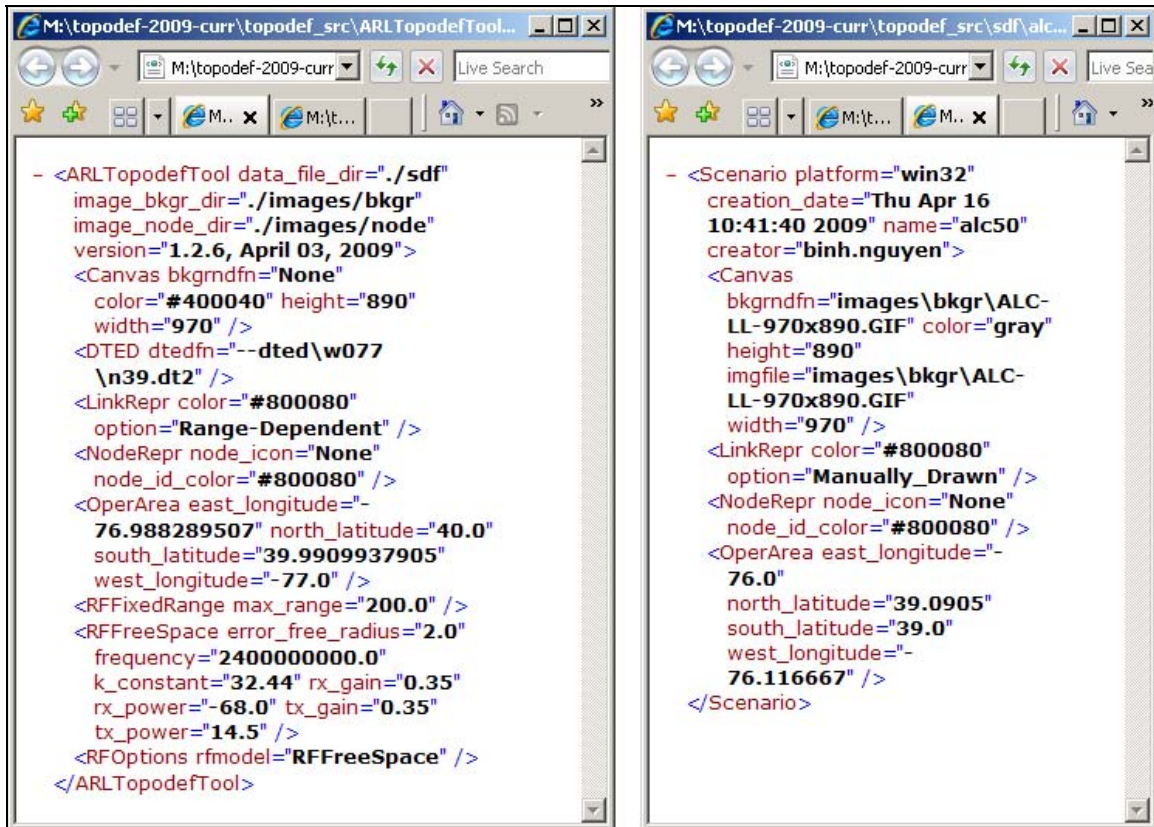 M:\topodef-2009-curr\topodef_src\ARLTopodefTool...
M:\topodef-2009-curr
Live Search
M..
M:\t...
»
- <ARLTopodefTool data_file_dir="./sdf"
image_bkgr_dir="./images/bkgr"
image_node_dir="./images/node"
version="1.2.6, April 03, 2009">
<Canvas bkgrndfn="None"
color="#400040" height="890"
width="970" />
<DTED dtedfn="--dted\w077
\n39.dt2" />
<LinkRepr color="#800080"
option="Range-Dependent" />
<NodeRepr node_icon="None"
node_id_color="#800080" />
<OperArea east_longitude="-
76.988289507" north_latitude="40.0"
south_latitude="39.9909937905"
west_longitude="-77.0" />
<RFFixedRange max_range="200.0" />
<RFFreeSpace error_free_radius="2.0"
frequency="2400000000.0"
k_constant="32.44" rx_gain="0.35"
rx_power="-68.0" tx_gain="0.35"
tx_power="14.5" />
<RFOptions rfmodel="RFFreeSpace" />
</ARLTopodefTool>
M:\topodef-2009-curr\topodef_src\sdf\alc...
M:\topodef-2009-curr
Live Sea
M:\t...
M..
»
- <Scenario platform="win32"
creation_date="Thu Apr 16
10:41:40 2009" name="alc50"
creator="binh.nguyen">
<Canvas
bkgrndfn="images\bkgr\ALC-
LL-970x890.GIF" color="gray"
height="890"
imgfile="images\bkgr\ALC-
LL-970x890.GIF"
width="970" />
<LinkRepr color="#800080"
option="Manually_Drawn" />
<NodeRepr node_icon="None"
node_id_color="#800080" />
<OperArea east_longitude="-
76.0"
north_latitude="39.0905"
south_latitude="39.0"
west_longitude="-
76.116667" />
</Scenario>